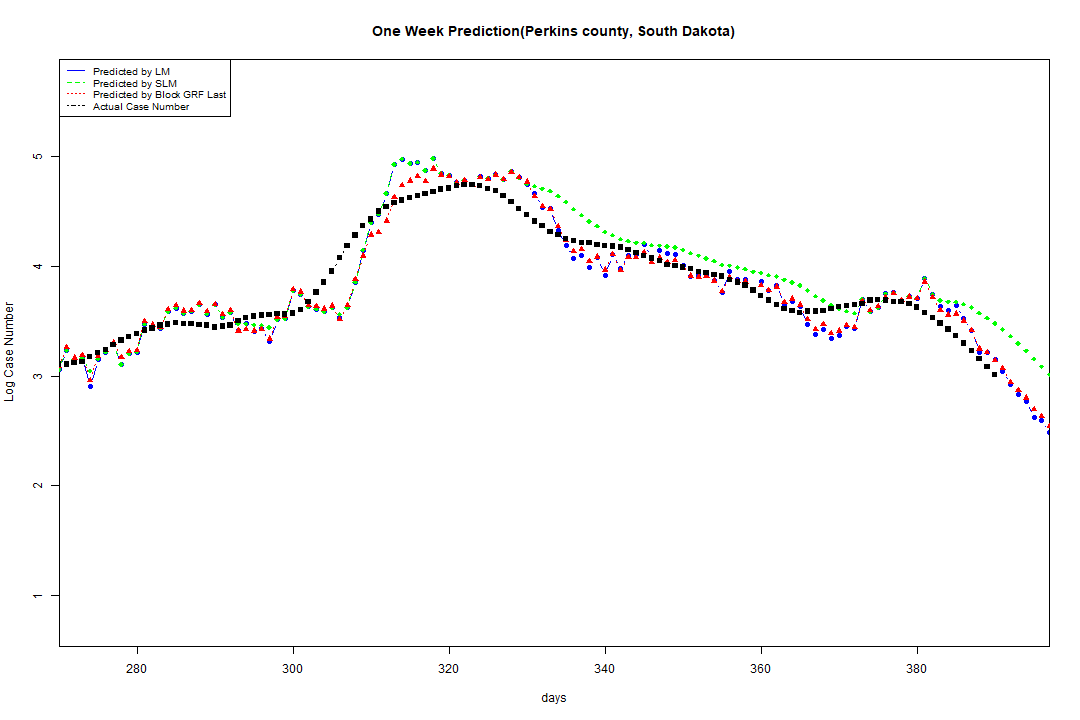 One Week Prediction(Perkins county, South Dakota)
Predicted by LM
Predicted by SLM
Predicted by Block GRF Last
Actual Case Number
5
4
3
2
1
Log Case Number
280 300 320 340 360 380
days